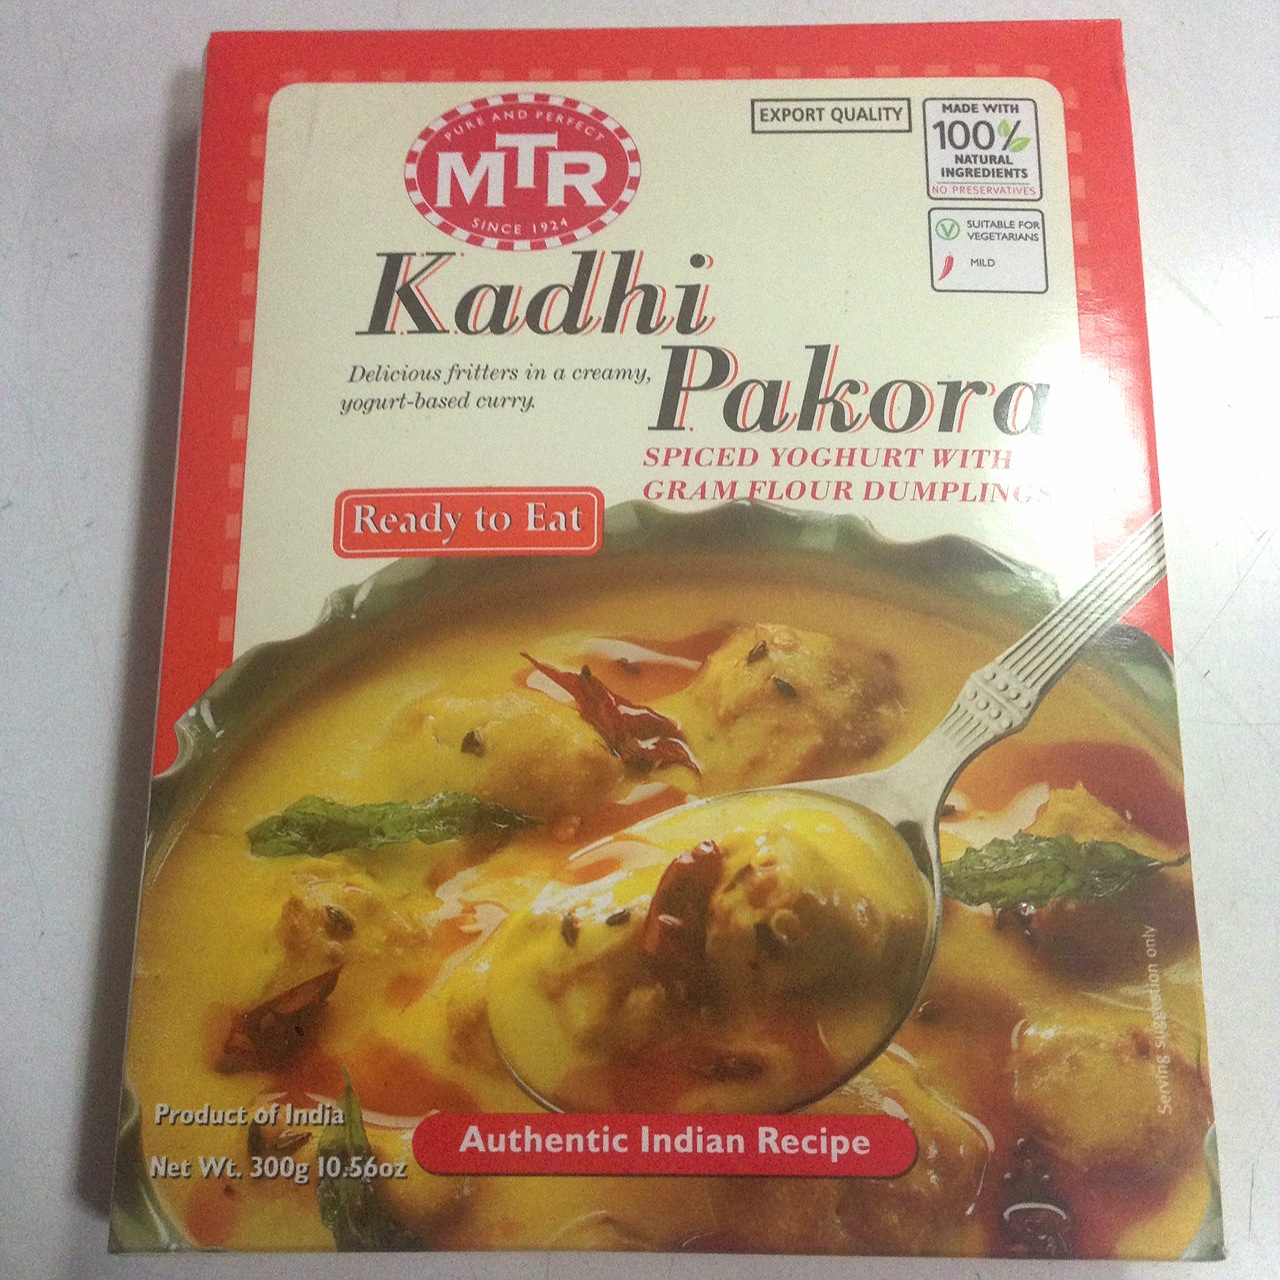 PURE AND PERFECT
MTR
SINCE 1924
EXPORT QUALITY
MADE WITH
100%
NATURAL
INGREDIENTS
NO PRESERVATIVES
SUITABLE FOR
VEGETARIANS
MILD
Kadhi
Pakora
Delicious fritters in a creamy,
yogurt-based curry.
SPICED YOGHURT WITH
GRAM FLOUR DUMPLINGS
Ready to Eat
Serving suggestion only
Product of India
Net Wt. 300g 10.56oz
Authentic Indian Recipe